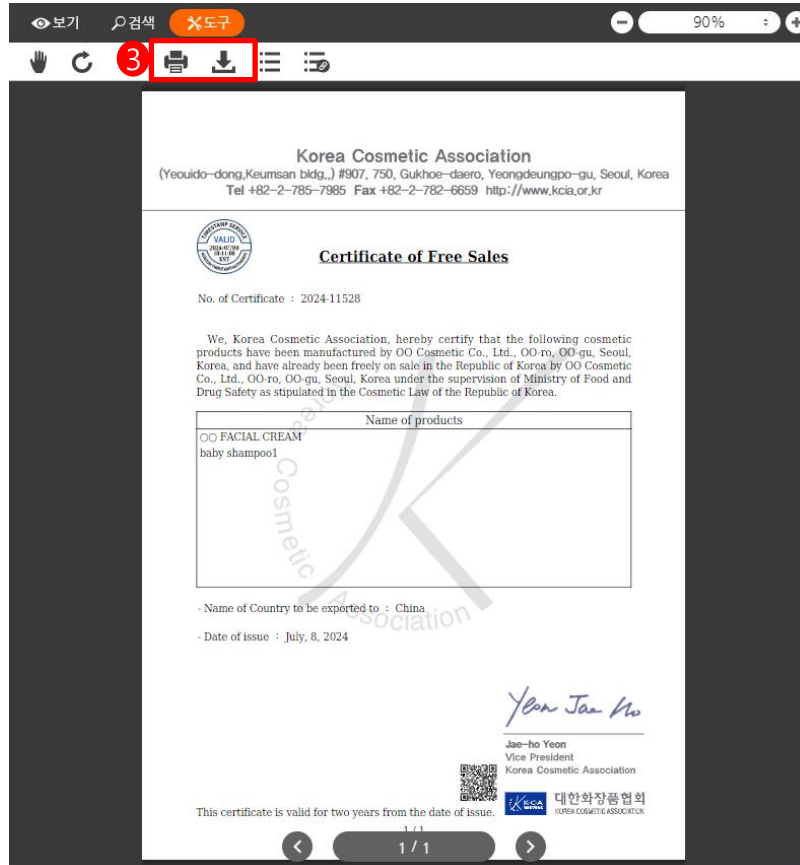 보기 검색 도구 90%
3
Korea Cosmetic Association
(Yeouido-dong,Keumsan bldg.,) #907, 750, Gukhoe-daero, Yeongdeungpo-gu, Seoul, Korea
Tel +82-2-785-7985 Fax +82-2-782-6659 http://www.kcia.or.kr
TIMESTAMP SERVICE
VALID
Certificate of Free Sales
No. of Certificate : 2024-11528
We, Korea Cosmetic Association, hereby certify that the following cosmetic
products have been manufactured by OO Cosmetic Co., Ltd., OO-ro, OO-gu, Seoul,
Korea, and have already been freely on sale in the Republic of Korea by OO Cosmetic
Co., Ltd., OO-ro, OO-gu, Seoul, Korea under the supervision of Ministry of Food and
Drug Safety as stipulated in the Cosmetic Law of the Republic of Korea.
Name of products
○○ FACIAL CREAM
baby shampoo1
Korea Cosmetic Association
- Name of Country to be exported to : China
- Date of issue : July, 8, 2024
Yeon Jae Ho
Jae-ho Yeon
Vice President
Korea Cosmetic Association
KCA 대한화장품협회
KOREA COSMETIC ASSOCIATION
This certificate is valid for two years from the date of issue.
1 / 1
1 / 1